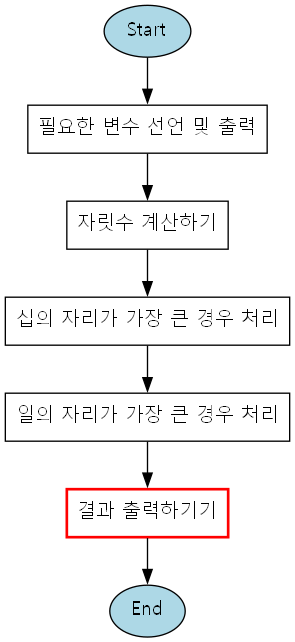 Start
필요한 변수 선언 및 출력
자릿수 계산하기
십의 자리가 가장 큰 경우 처리
일의 자리가 가장 큰 경우 처리
결과 출력하기기
End